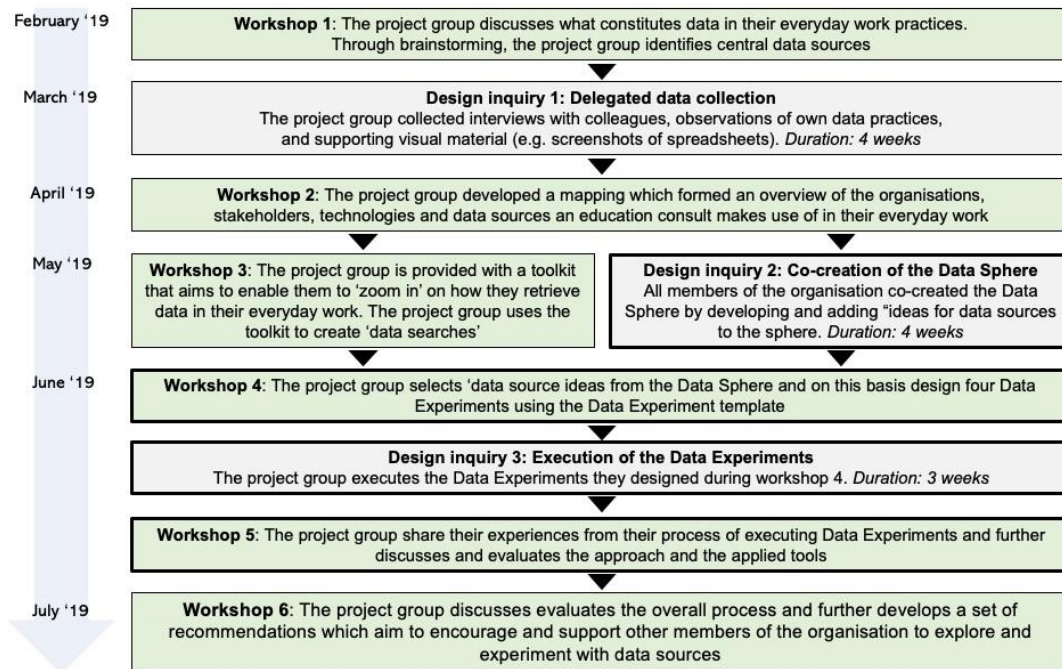 February ‘19
Workshop 1: The project group discusses what constitutes data in their everyday work practices.
Through brainstorming, the project group identifies central data sources
March ‘19
Design inquiry 1: Delegated data collection
The project group collected interviews with colleagues, observations of own data practices,
and supporting visual material (e.g. screenshots of spreadsheets). Duration: 4 weeks
April ‘19
Workshop 2: The project group developed a mapping which formed an overview of the organisations,
stakeholders, technologies and data sources an education consult makes use of in their everyday work
May ‘19
Workshop 3: The project group is provided with a toolkit
that aims to enable them to ‘zoom in’ on how they retrieve
data in their everyday work. The project group uses the
toolkit to create ‘data searches’
Design inquiry 2: Co-creation of the Data Sphere
All members of the organisation co-created the Data
Sphere by developing and adding “ideas for data sources
to the sphere. Duration: 4 weeks
June ‘19
Workshop 4: The project group selects ‘data source ideas from the Data Sphere and on this basis design four Data
Experiments using the Data Experiment template
Design inquiry 3: Execution of the Data Experiments
The project group executes the Data Experiments they designed during workshop 4. Duration: 3 weeks
Workshop 5: The project group share their experiences from their process of executing Data Experiments and further
discusses and evaluates the approach and the applied tools
July ‘19
Workshop 6: The project group discusses evaluates the overall process and further develops a set of
recommendations which aim to encourage and support other members of the organisation to explore and
experiment with data sources